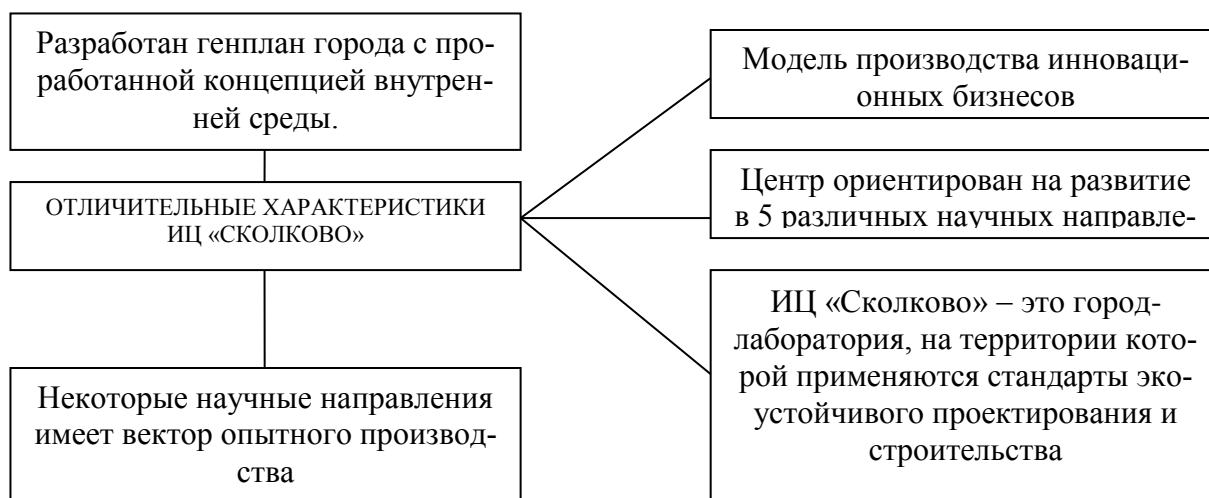 Разработан генплан города с про-
работанной концепцией внутрен-
ней среды.
ОТЛИЧИТЕЛЬНЫЕ ХАРАКТЕРИСТИКИ
ИЦ «СКОЛКОВО»
Некоторые научные направления
имеет вектор опытного производ-
ства
Модель производства инноваци-
онных бизнесов
Центр ориентирован на развитие
в 5 различных научных направле-
ИЦ «Сколково» – это город-
лаборатория, на территории кото-
рой применяются стандарты эко-
устойчивого проектирования и
строительства